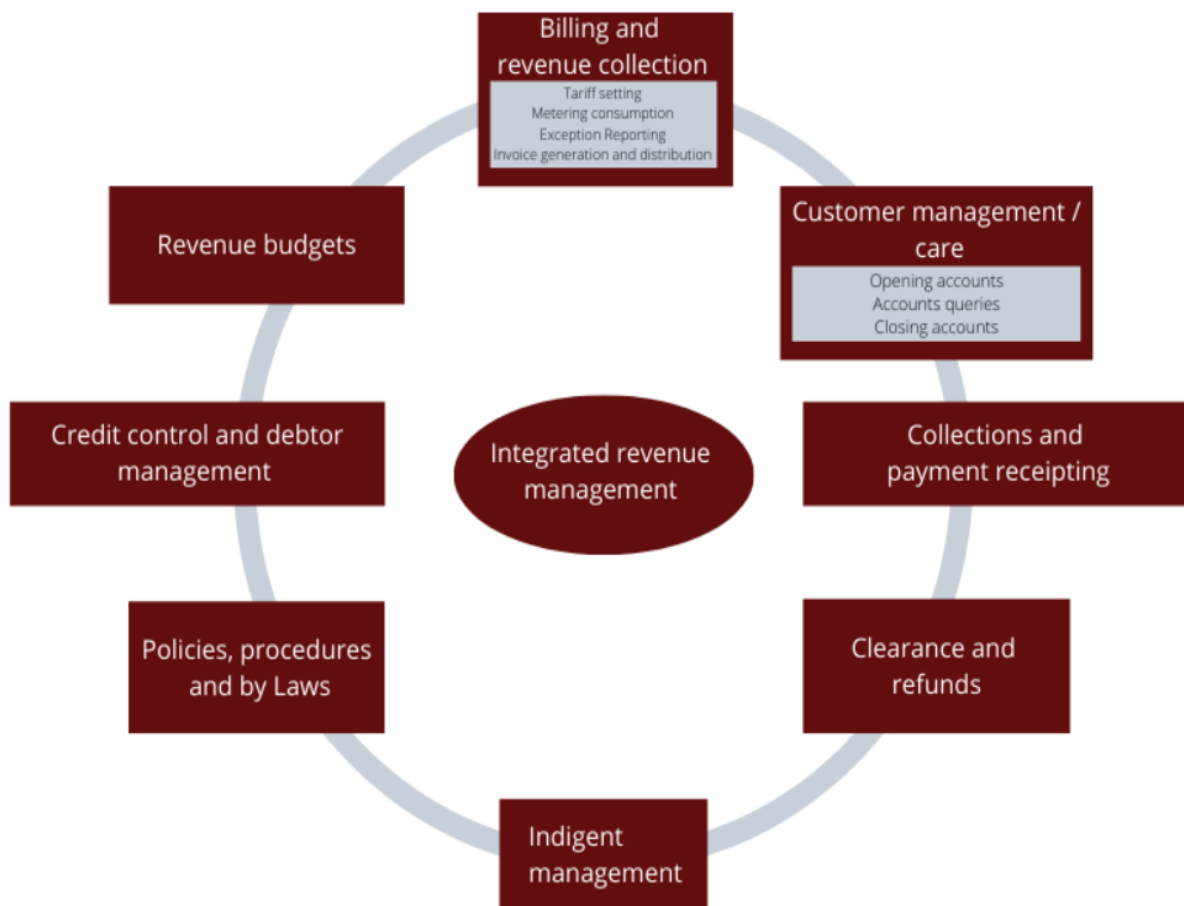 Billing and
revenue collection
Tariff setting
Metering consumption
Exception Reporting
Invoice generation and distribution
Customer management /
care
Opening accounts
Accounts queries
Closing accounts
Collections and
payment receipting
Clearance and
refunds
Indigent
management
Policies, procedures
and by Laws
Credit control and debtor
management
Revenue budgets
Integrated revenue
management